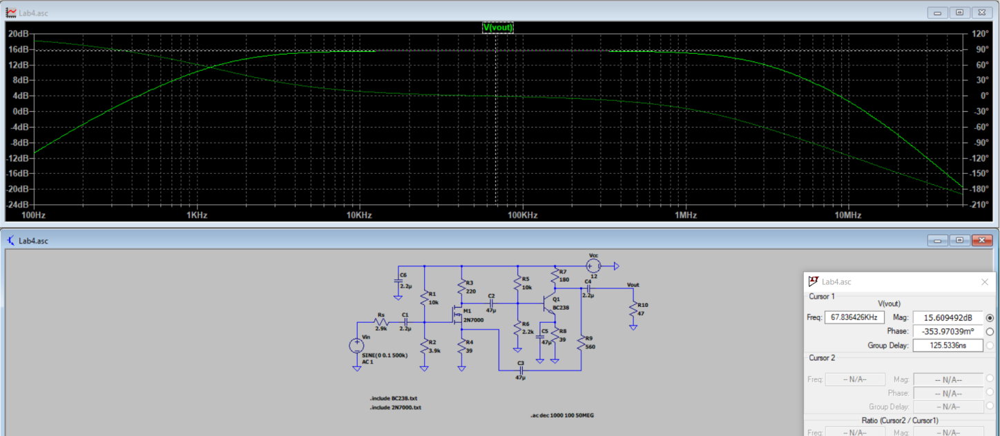 Lab4.asc
V(vout)
20dB 120°
16dB 90°
12dB 60°
8dB 30°
4dB 0°
0dB -30°
-4dB -60°
-8dB -90°
-12dB -120°
-16dB -150°
-20dB -180°
-24dB -210°
100Hz 1KHz 10KHz 100KHz 1MHz 10MHz
Lab4.asc
Vcc
12
C6
2.2µ
R1
10k
R3
220
R5
10k
R7
180
C4
2.2µ
Vout
R10
47
C2
47µ
Q1
BC238
M1
2N7000
Rs
2.9k
C1
2.2µ
R2
3.9k
R4
39
R6
2.2k
C5
47µ
R8
39
R9
560
Vin
SINE(0 0.1 500k)
AC 1
C3
47µ
.include BC238.txt
.include 2N7000.txt
.ac dec 1000 100 50MEG
Lab4.asc
Cursor 1
V(vout)
Freq: 67.836426KHz Mag: 15.609492dB
Phase: -353.97039m°
Group Delay: 125.5336ns
Cursor 2
Freq: -- N/A-- Mag: -- N/A--
Phase: -- N/A--
Group Delay: -- N/A--
Ratio (Cursor2 / Cursor1)
Freq: -- N/A-- Mag: -- N/A--